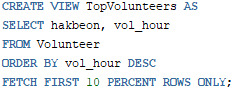 CREATE VIEW TopVolunteers AS
SELECT hakbeon, vol_hour
FROM Volunteer
ORDER BY vol_hour DESC
FETCH FIRST 10 PERCENT ROWS ONLY;